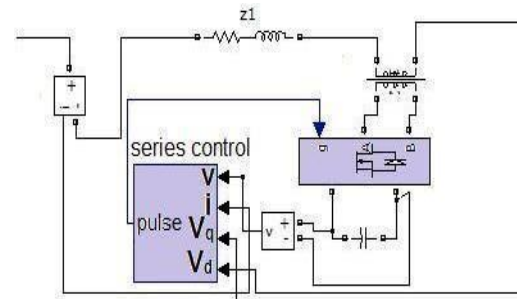 z1
+
i -
g
A
B
series control
v
pulse
i
Vq
Vd
v
+
-